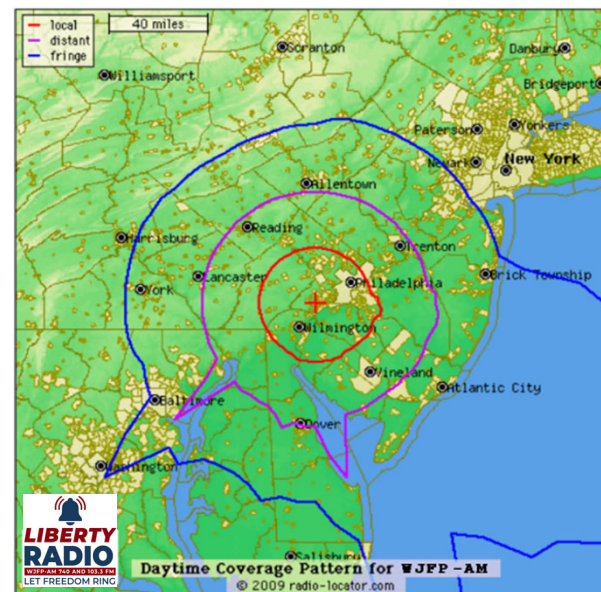 local
distant
fringe
40 miles
Scranton
Danbury
Williamsport
Bridgeport
Paterson
Yonkers
Newark
New York
Allentown
Reading
Harrisburg
Trenton
Lancaster
Brick Township
York
Philadelphia
Wilmington
Vineland
Atlantic City
Baltimore
Dover
Washington
LIBERTY
RADIO
WJFP-AM 740 AND 103.3 FM
LET FREEDOM RING
Salisbury
Daytime Coverage Pattern for WJFP-AM
© 2009 radio-locator.com